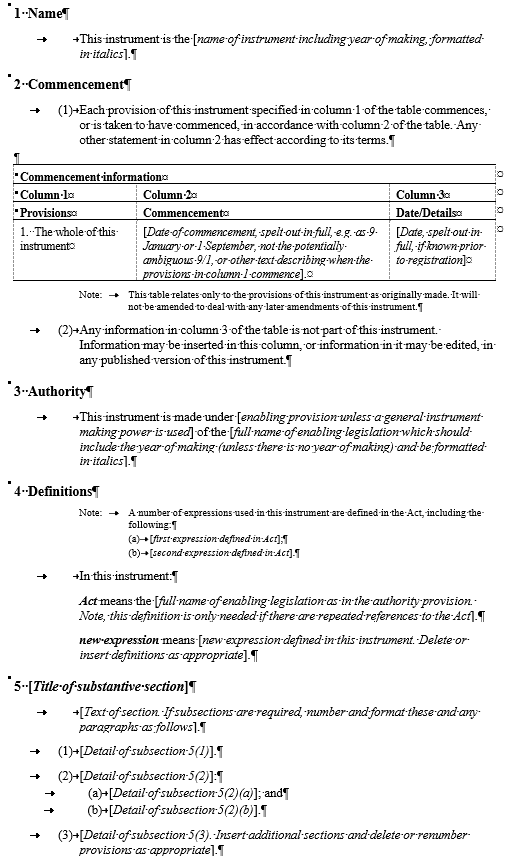 1 Name
This instrument is the [name of instrument including year of making, formatted
in italics].
2 Commencement
(1) Each provision of this instrument specified in column 1 of the table commences,
or is taken to have commenced, in accordance with column 2 of the table. Any
other statement in column 2 has effect according to its terms.
Commencement information
Column 1 Column 2 Column 3
Provisions Commencement Date/Details
1. The whole of this [Date of commencement, spelt out in full, e.g. as 9 [Date, spelt out in
instrument January or 1 September, not the potentially full, if known prior
ambiguous 9/1, or other text describing when the to registration]
provisions in column 1 commence].
Note: This table relates only to the provisions of this instrument as originally made. It will
not be amended to deal with any later amendments of this instrument.
(2) Any information in column 3 of the table is not part of this instrument.
Information may be inserted in this column, or information in it may be edited, in
any published version of this instrument.
3 Authority
This instrument is made under [enabling provision unless a general instrument
making power is used] of the [full name of enabling legislation which should
include the year of making (unless there is no year of making) and be formatted
in italics].
4 Definitions
Note: A number of expressions used in this instrument are defined in the Act, including the
following:
(a) [first expression defined in Act];
(b) [second expression defined in Act].
In this instrument:
Act means the [full name of enabling legislation as in the authority provision.
Note, this definition is only needed if there are repeated references to the Act].
new expression means [new expression defined in this instrument. Delete or
insert definitions as appropriate].
5 [Title of substantive section]
[Text of section. If subsections are required, number and format these and any
paragraphs as follows].
(1) [Detail of subsection 5(1)].
(2) [Detail of subsection 5(2)]:
(a) [Detail of subsection 5(2)(a)]; and
(b) [Detail of subsection 5(2)(b)].
(3) [Detail of subsection 5(3). Insert additional sections and delete or renumber
provisions as appropriate].